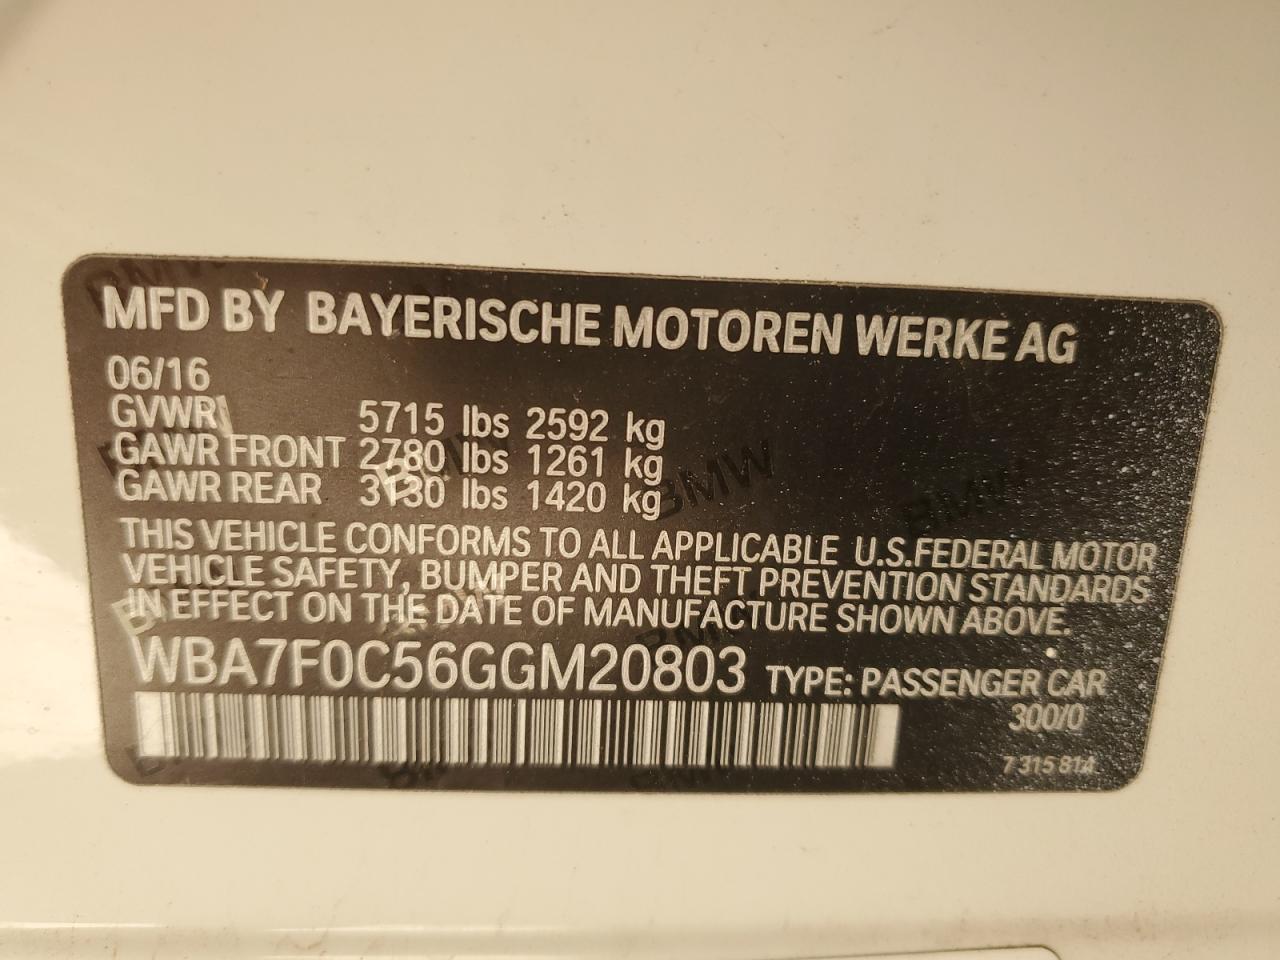 MFD BY BAYERISCHE MOTOREN WERKE AG
06/16
GVWR 5715 lbs 2592 kg
GAWR FRONT 2780 lbs 1261 kg
GAWR REAR 3130 lbs 1420 kg
THIS VEHICLE CONFORMS TO ALL APPLICABLE U.S.FEDERAL MOTOR
VEHICLE SAFETY, BUMPER AND THEFT PREVENTION STANDARDS
IN EFFECT ON THE DATE OF MANUFACTURE SHOWN ABOVE.
WBA7F0C56GGM20803 TYPE: PASSENGER CAR
300/0
7 315 814